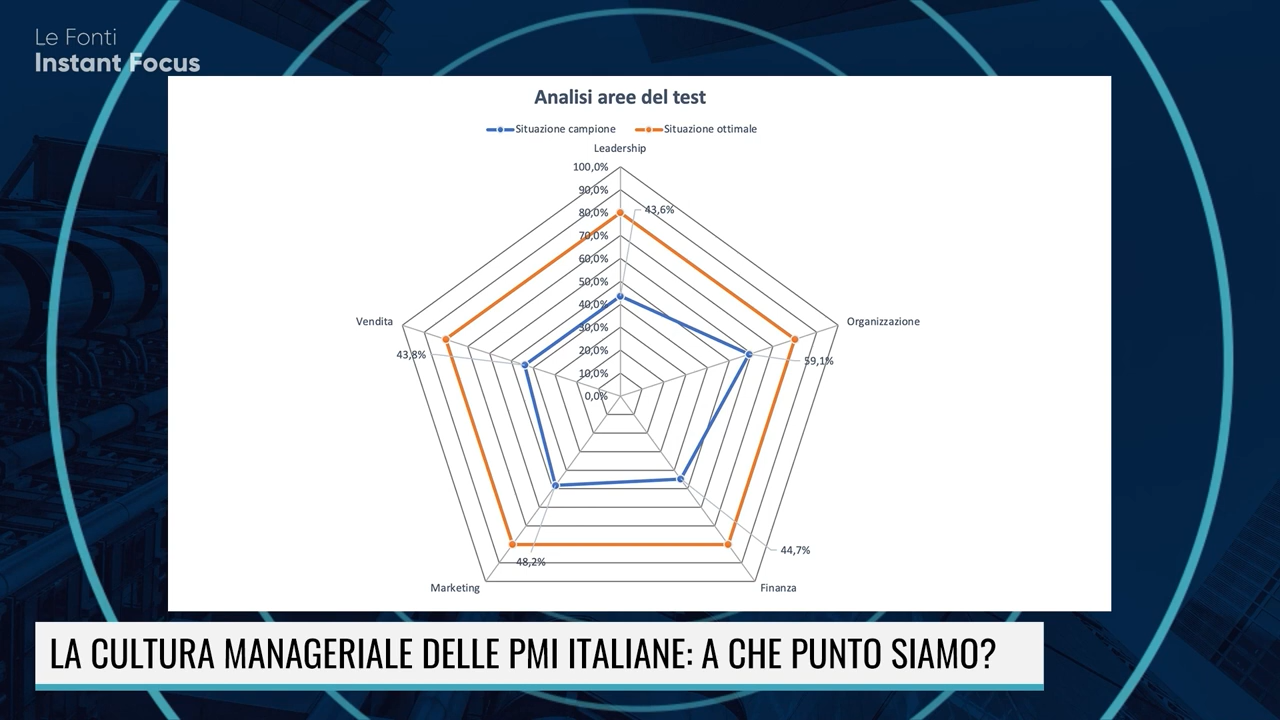 Le Fonti
Instant Focus
Analisi aree del test
Situazione campione
Situazione ottimale
Leadership
100,0%
90,0%
80,0%
43,6%
70,0%
60,0%
50,0%
40,0%
30,0%
20,0%
10,0%
0,0%
Vendita
Organizzazione
43,8%
59,1%
44,7%
48,2%
Marketing
Finanza
LA CULTURA MANAGERIALE DELLE PMI ITALIANE: A CHE PUNTO SIAMO?